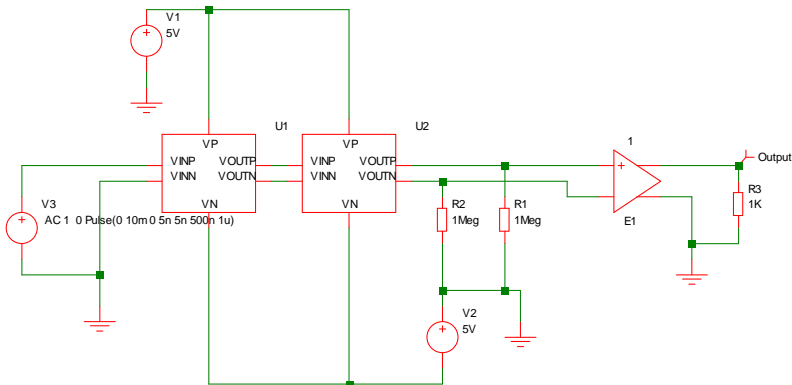 V1
5V
U1
U2
1
VP
VP
VINP
VOUTP
VINP
VOUTP
Output
VINN
VOUTN
VINN
VOUTN
R3
1K
V3
VN
VN
R2
R1
AC 1 0 Pulse(0 10m 0 5n 5n 500n 1u)
1Meg
1Meg
E1
V2
5V